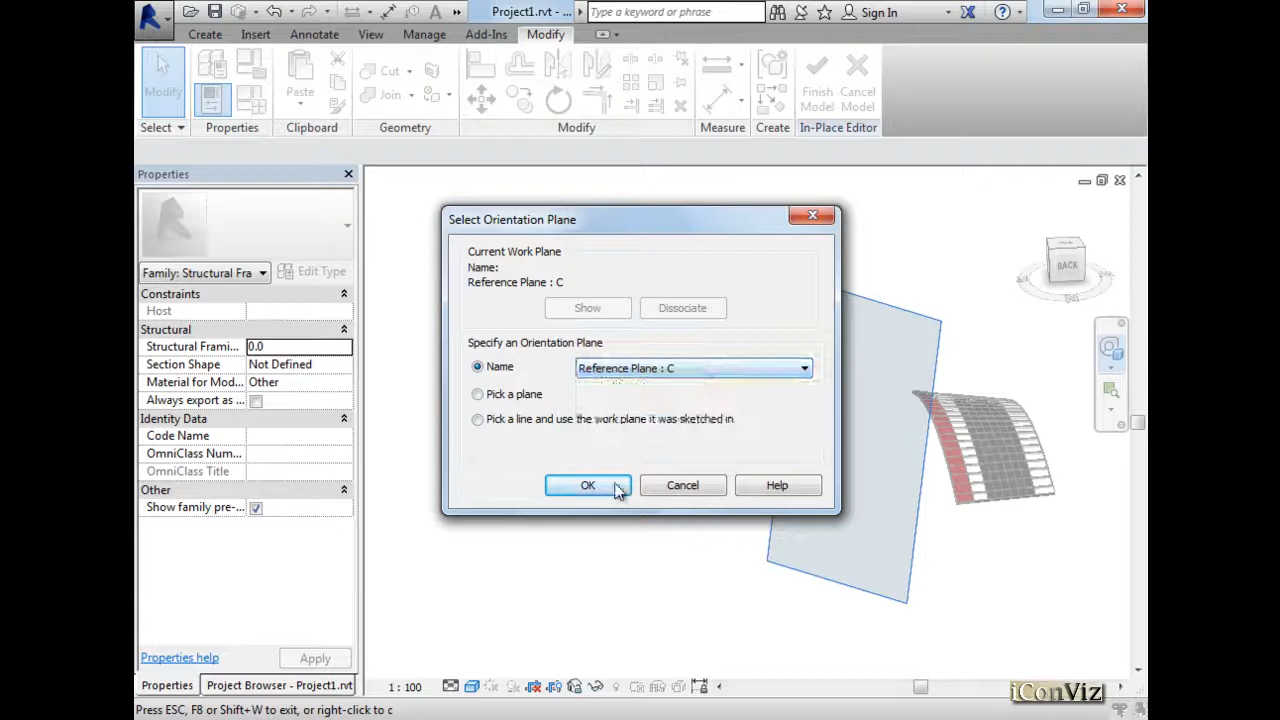 Project1.rvt - ...
Type a keyword or phrase
Sign In
Create
Insert
Annotate
View
Manage
Add-Ins
Modify
Modify
Paste
Cut
Join
Finish Model
Cancel Model
Select
Properties
Clipboard
Geometry
Modify
Measure
Create
In-Place Editor
Properties
Family: Structural Fra
Edit Type
Constraints
Host
Structural
Structural Frami... 0.0
Section Shape Not Defined
Material for Mod... Other
Always export as
Identity Data
Code Name
OmniClass Num...
OmniClass Title
Other
Show family pre-...
Properties help
Apply
Properties
Project Browser - Project1.rvt
Select Orientation Plane
Current Work Plane
Name:
Reference Plane : C
Show
Dissociate
Specify an Orientation Plane
Name
Reference Plane : C
Pick a plane
Pick a line and use the work plane it was sketched in
OK
Cancel
Help
BACK
1 : 100
iConViz
Press ESC, F8 or Shift+W to exit, or right-click to c